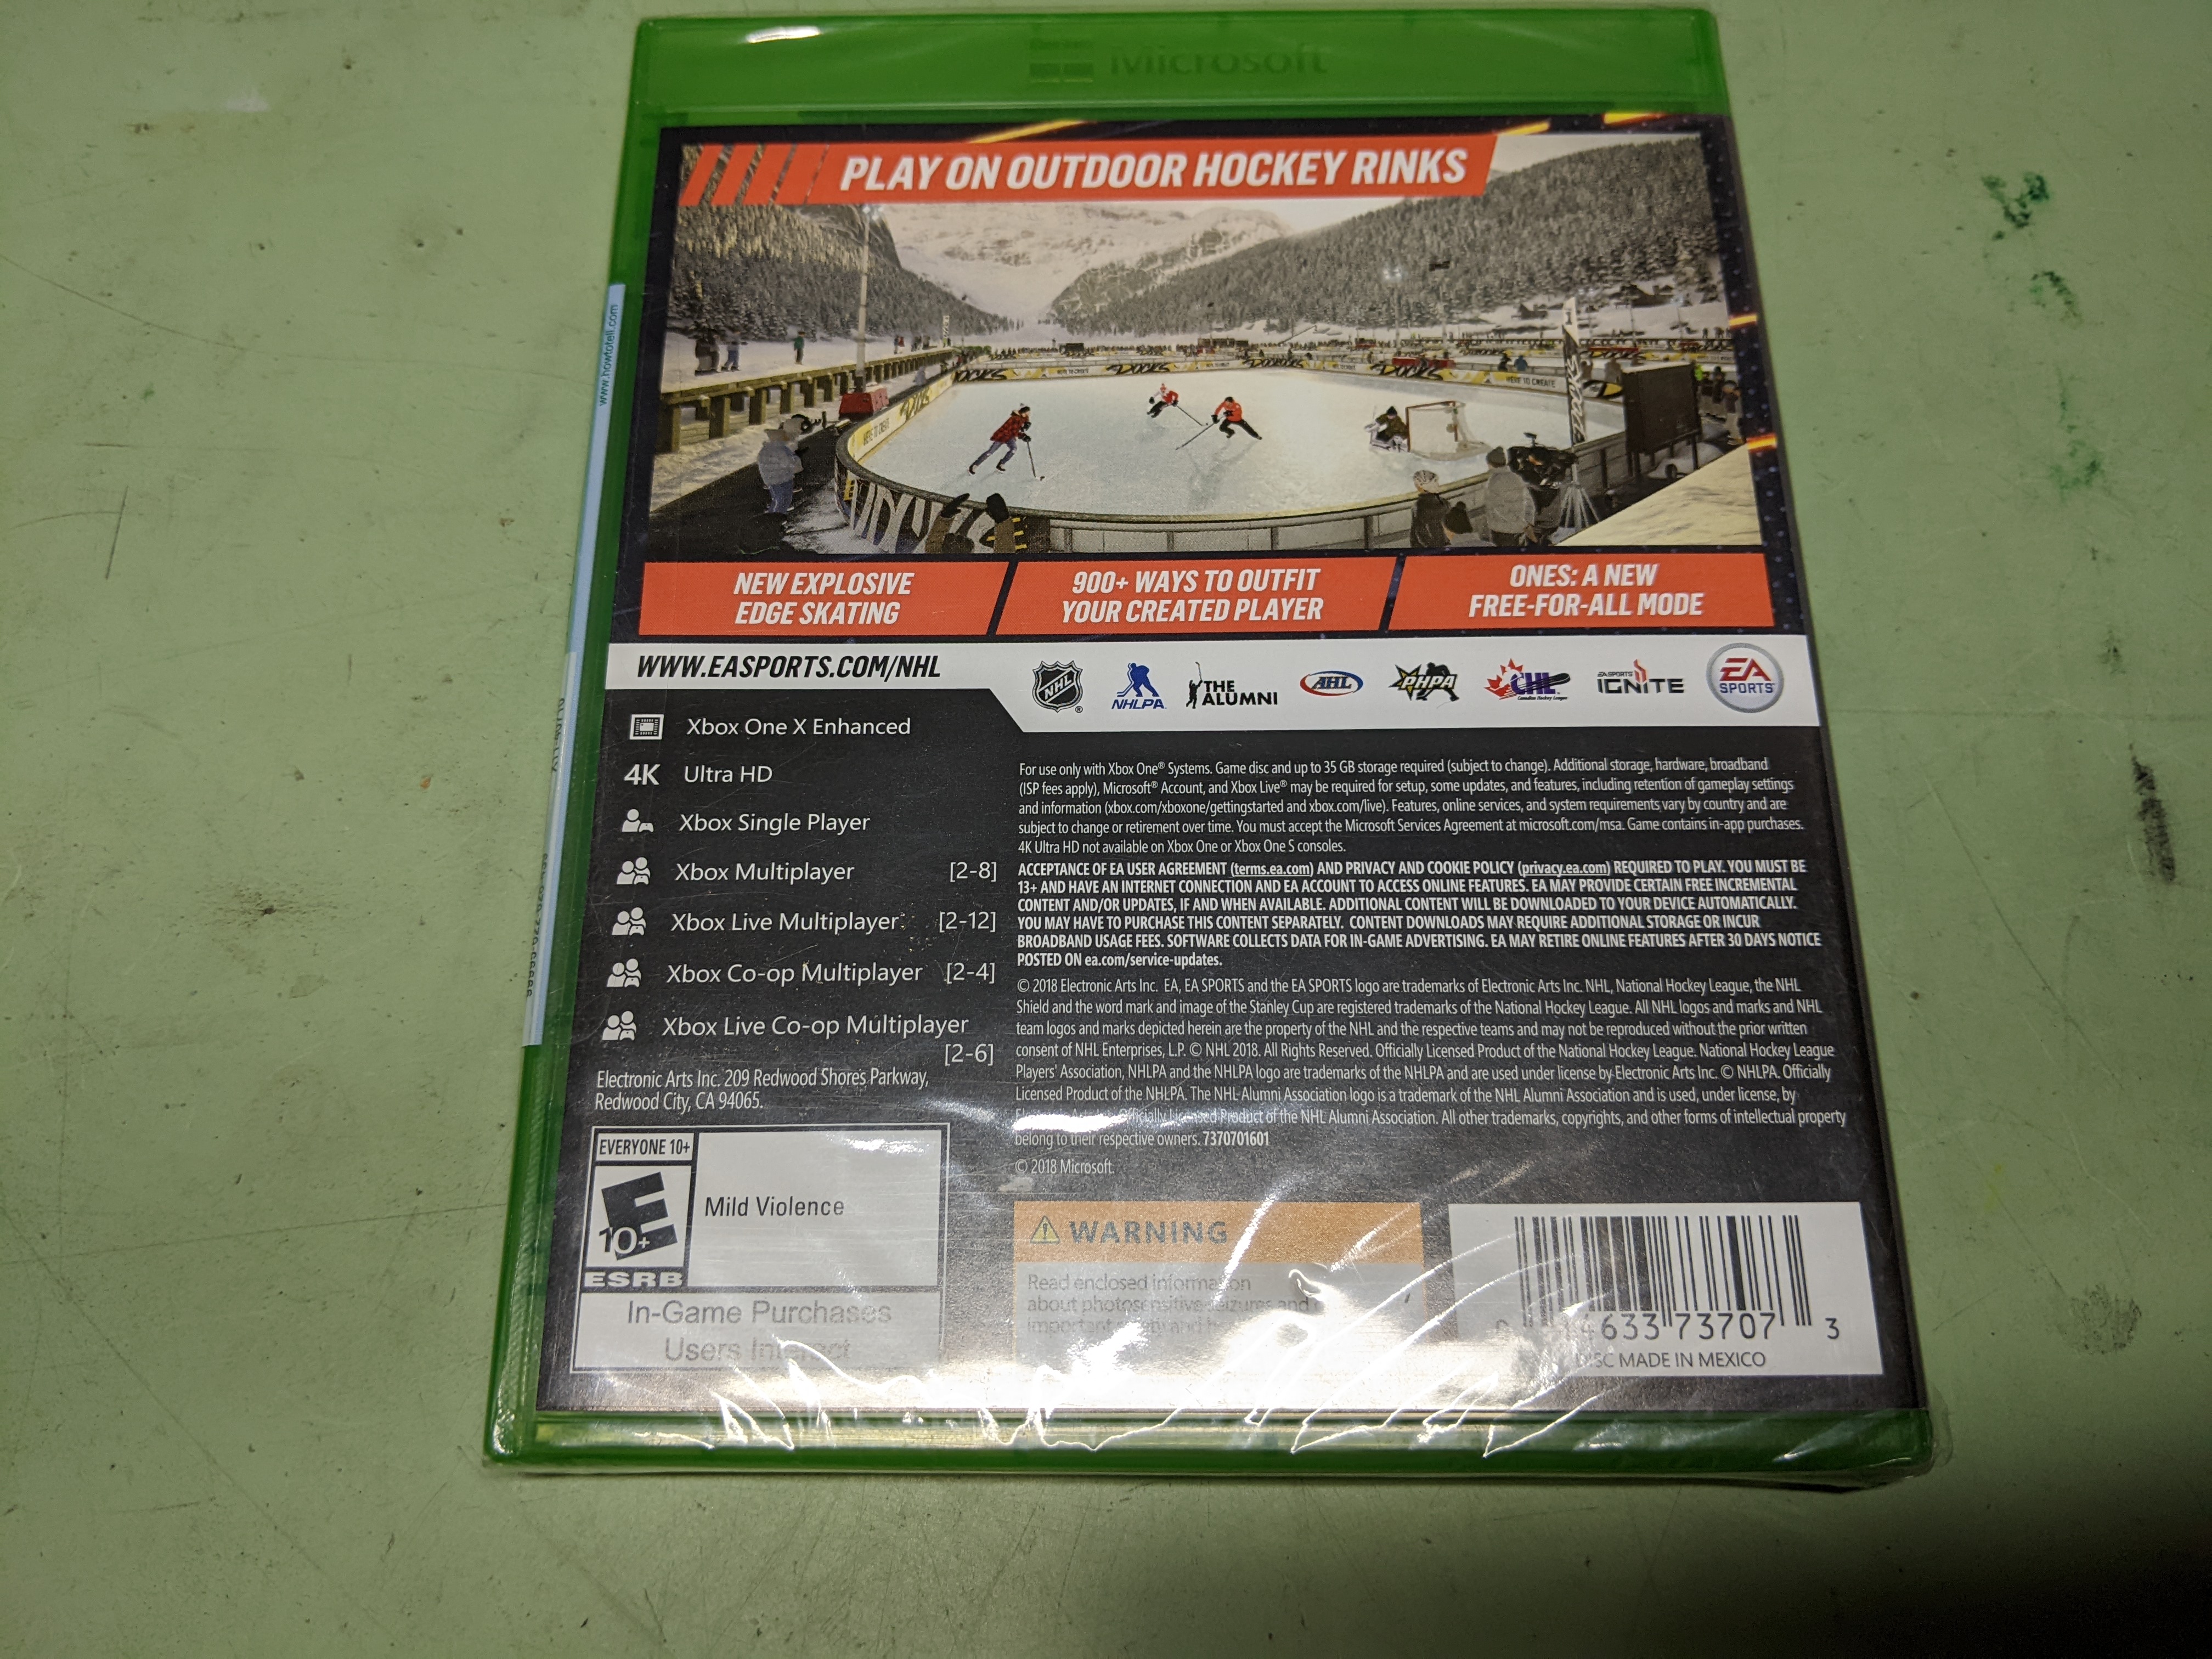 Microsoft
PLAY ON OUTDOOR HOCKEY RINKS
NEW EXPLOSIVE
EDGE SKATING
900+ WAYS TO OUTFIT
YOUR CREATED PLAYER
ONES: A NEW
FREE-FOR-ALL MODE
WWW.EASPORTS.COM/NHL
NHL
NHLPA
THE
ALUMNI
AHL
PHPA
CHL
EA SPORTS
IGNITE
EA
SPORTS
www.howtotell.com
Xbox One X Enhanced
4K Ultra HD
Xbox Single Player
Xbox Multiplayer [2-8]
Xbox Live Multiplayer [2-12]
Xbox Co-op Multiplayer [2-4]
Xbox Live Co-op Multiplayer
[2-6]
Electronic Arts Inc. 209 Redwood Shores Parkway,
Redwood City, CA 94065.
For use only with Xbox One® Systems. Game disc and up to 35 GB storage required (subject to change). Additional storage, hardware, broadband
(ISP fees apply), Microsoft® Account, and Xbox Live® may be required for setup, some updates, and features, including retention of gameplay settings
and information (xbox.com/xboxone/gettingstarted and xbox.com/live). Features, online services, and system requirements vary by country and are
subject to change or retirement over time. You must accept the Microsoft Services Agreement at microsoft.com/msa. Game contains in-app purchases.
4K Ultra HD not available on Xbox One or Xbox One S consoles.
ACCEPTANCE OF EA USER AGREEMENT (terms.ea.com) AND PRIVACY AND COOKIE POLICY (privacy.ea.com) REQUIRED TO PLAY. YOU MUST BE
13+ AND HAVE AN INTERNET CONNECTION AND EA ACCOUNT TO ACCESS ONLINE FEATURES. EA MAY PROVIDE CERTAIN FREE INCREMENTAL
CONTENT AND/OR UPDATES, IF AND WHEN AVAILABLE. ADDITIONAL CONTENT WILL BE DOWNLOADED TO YOUR DEVICE AUTOMATICALLY.
YOU MAY HAVE TO PURCHASE THIS CONTENT SEPARATELY. CONTENT DOWNLOADS MAY REQUIRE ADDITIONAL STORAGE OR INCUR
BROADBAND USAGE FEES. SOFTWARE COLLECTS DATA FOR IN-GAME ADVERTISING. EA MAY RETIRE ONLINE FEATURES AFTER 30 DAYS NOTICE
POSTED ON ea.com/service-updates.
© 2018 Electronic Arts Inc. EA, EA SPORTS and the EA SPORTS logo are trademarks of Electronic Arts Inc. NHL, National Hockey League, the NHL
Shield and the word mark and image of the Stanley Cup are registered trademarks of the National Hockey League. All NHL logos and marks and NHL
team logos and marks depicted herein are the property of the NHL and the respective teams and may not be reproduced without the prior written
consent of NHL Enterprises, L.P. © NHL 2018. All Rights Reserved. Officially Licensed Product of the National Hockey League. National Hockey League
Players' Association, NHLPA and the NHLPA logo are trademarks of the NHLPA and are used under license by Electronic Arts Inc. © NHLPA. Officially
Licensed Product of the NHLPA. The NHL Alumni Association logo is a trademark of the NHL Alumni Association and is used, under license, by
Officially Licensed Product of the NHL Alumni Association. All other trademarks, copyrights, and other forms of intellectual property
belong to their respective owners. 7370701601
© 2018 Microsoft.
EVERYONE 10+
E
10+
ESRB
Mild Violence
In-Game Purchases
Users Interact
WARNING
Read enclosed information
about photosensitive seizures and
important
4633 73707 3
DISC MADE IN MEXICO